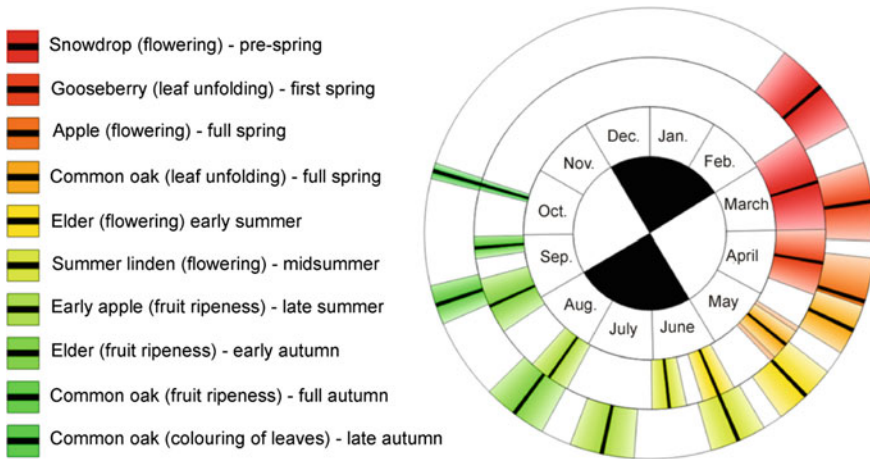 Snowdrop (flowering) - pre-spring
Gooseberry (leaf unfolding) - first spring
Apple (flowering) - full spring
Common oak (leaf unfolding) - full spring
Elder (flowering) early summer
Summer linden (flowering) - midsummer
Early apple (fruit ripeness) - late summer
Elder (fruit ripeness) - early autumn
Common oak (fruit ripeness) - full autumn
Common oak (colouring of leaves) - late autumn
Jan.
Feb.
March
April
May
June
July
Aug.
Sep.
Oct.
Nov.
Dec.